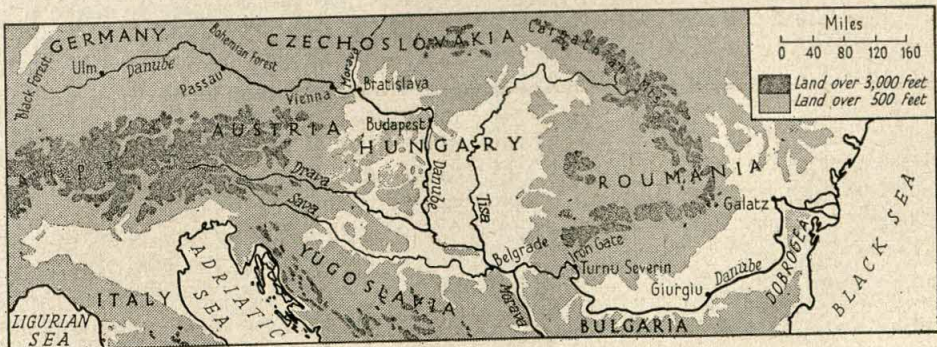 GERMANY
Black Forest
Ulm
Danube
Passau
Bohemian Forest
CZECHOSLOVAKIA
Carpathians
Morava
Vienna
Bratislava
AUSTRIA
Budapest
HUNGARY
ALPS
Drava
Sava
Danube
Tisa
ROUMANIA
Galatz
Belgrade
Iron Gate
Turnu Severin
Giurgiu
Danube
DOBROGEA
BLACK SEA
Morava
BULGARIA
YUGOSLAVIA
ADRIATIC
SEA
ITALY
LIGURIAN
SEA
Miles
0 40 80 120 160
Land over 3,000 Feet
Land over 500 Feet